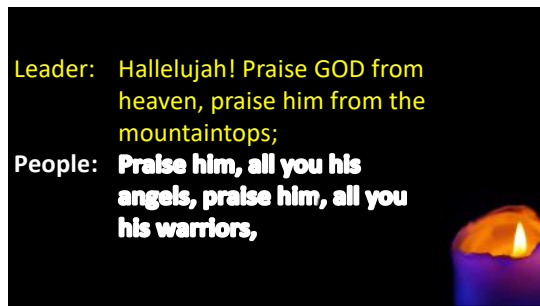 Leader: Hallelujah! Praise GOD from
heaven, praise him from the
mountaintops;
People: Praise him, all you his
angels, praise him, all you
his warriors,